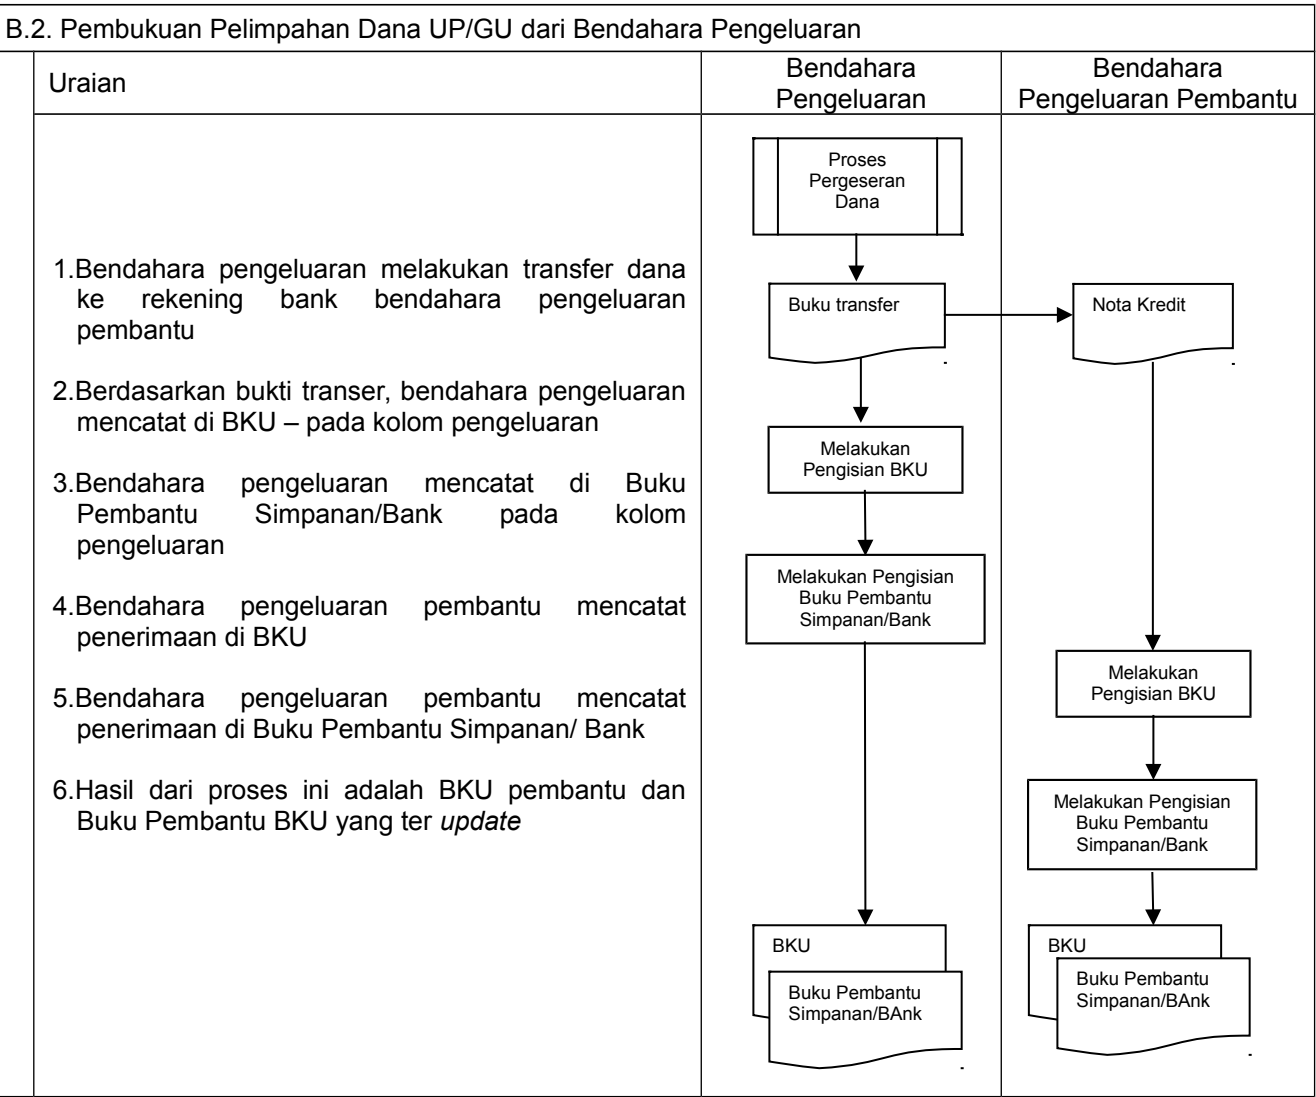 B.2. Pembukuan Pelimpahan Dana UP/GU dari Bendahara Pengeluaran
Uraian
Bendahara
Pengeluaran
Bendahara
Pengeluaran Pembantu
1.Bendahara pengeluaran melakukan transfer dana
ke rekening bank bendahara pengeluaran
pembantu
2.Berdasarkan bukti transer, bendahara pengeluaran
mencatat di BKU – pada kolom pengeluaran
3.Bendahara pengeluaran mencatat di Buku
Pembantu Simpanan/Bank pada kolom
pengeluaran
4.Bendahara pengeluaran pembantu mencatat
penerimaan di BKU
5.Bendahara pengeluaran pembantu mencatat
penerimaan di Buku Pembantu Simpanan/ Bank
6.Hasil dari proses ini adalah BKU pembantu dan
Buku Pembantu BKU yang ter update
Proses
Pergeseran
Dana
Buku transfer
Melakukan
Pengisian BKU
Melakukan Pengisian
Buku Pembantu
Simpanan/Bank
BKU
Buku Pembantu
Simpanan/BAnk
Nota Kredit
Melakukan
Pengisian BKU
Melakukan Pengisian
Buku Pembantu
Simpanan/Bank
BKU
Buku Pembantu
Simpanan/BAnk